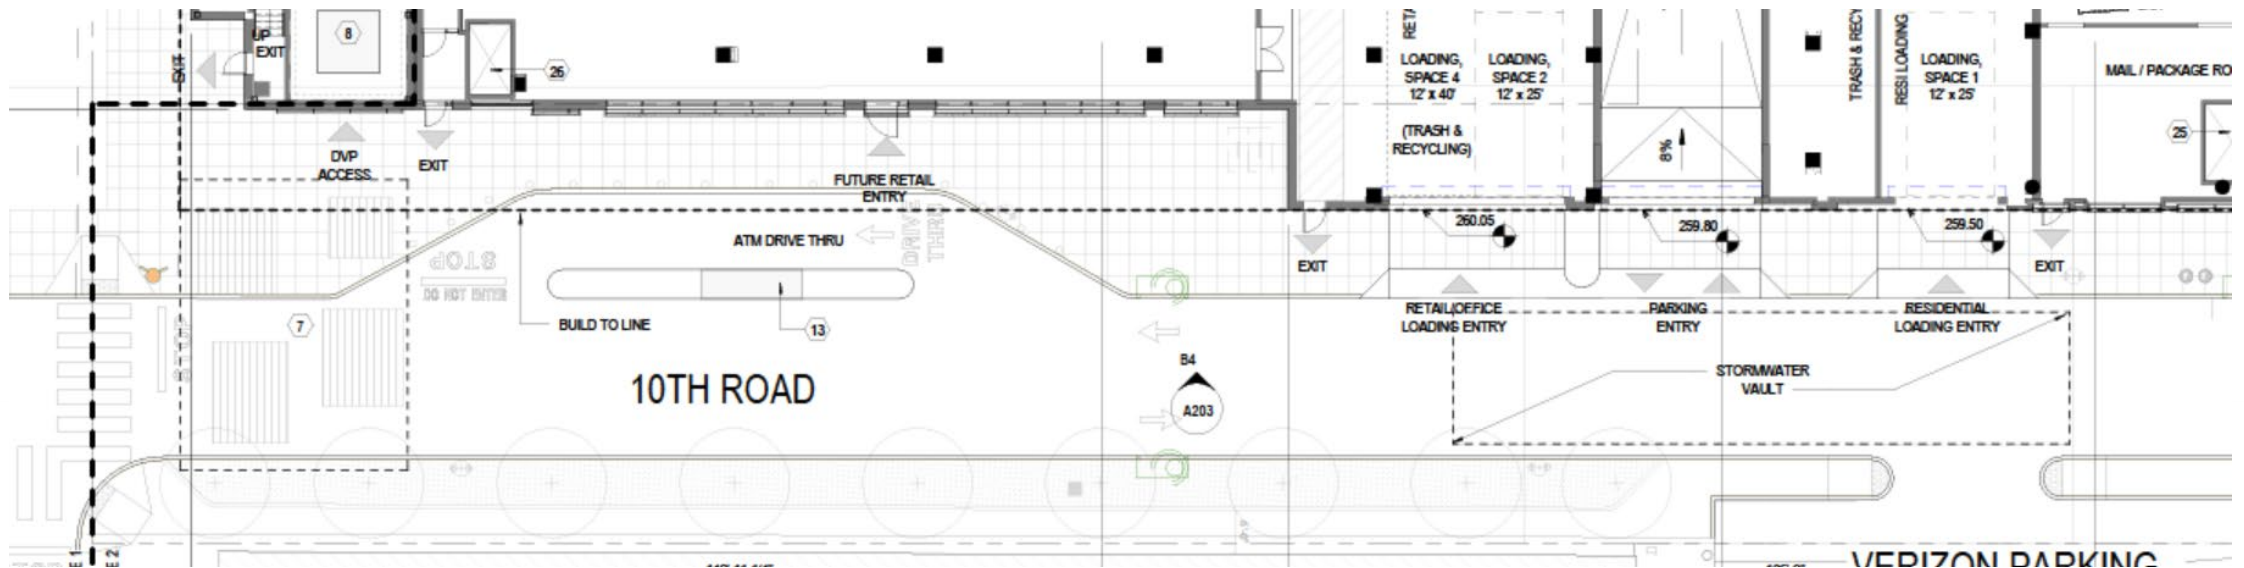 UP
EXIT
EXIT
8
26
LOADING,
SPACE 4
12' x 40'
(TRASH &
RECYCLING)
LOADING,
SPACE 2
12' x 25'
8%
TRASH & RECY
RESI LOADING
LOADING,
SPACE 1
12' x 25'
MAIL / PACKAGE RO
25
DVP
ACCESS
EXIT
FUTURE RETAIL
ENTRY
DRIVE
THRU
ATM DRIVE THRU
STOP
DO NOT ENTER
260.05
259.80
259.50
EXIT
EXIT
7
STOP
BUILD TO LINE
13
RETAIL/OFFICE
LOADING ENTRY
PARKING
ENTRY
RESIDENTIAL
LOADING ENTRY
10TH ROAD
B4
A203
STORMWATER
VAULT
VERIZON PARKING